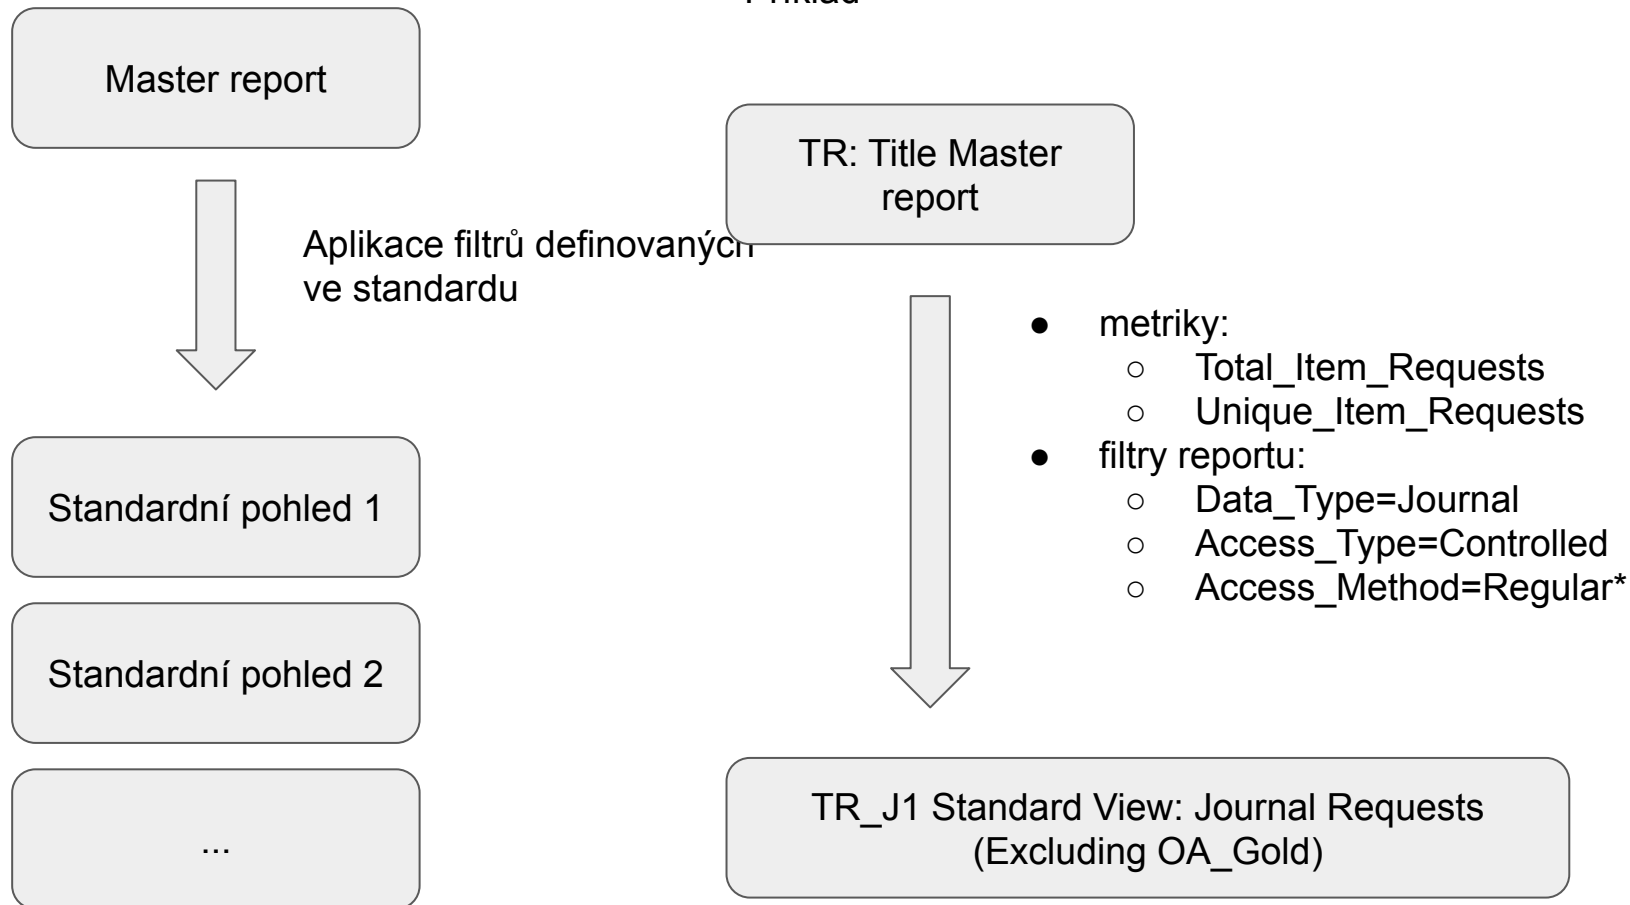 Příklad
Master report
Aplikace filtrů definovaných
ve standardu
Standardní pohled 1
Standardní pohled 2
...
TR: Title Master
report
● metriky:
○ Total_Item_Requests
○ Unique_Item_Requests
● filtry reportu:
○ Data_Type=Journal
○ Access_Type=Controlled
○ Access_Method=Regular*
TR_J1 Standard View: Journal Requests
(Excluding OA_Gold)